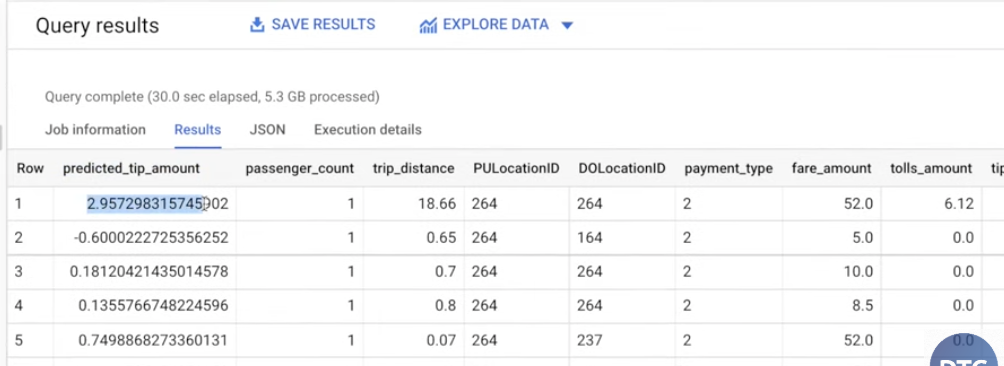 Query results SAVE RESULTS EXPLORE DATA
Query complete (30.0 sec elapsed, 5.3 GB processed)
Job information Results JSON Execution details
Row predicted_tip_amount passenger_count trip_distance PULocationID DOLocationID payment_type fare_amount tolls_amount tip
1 2.957298315745902 1 18.66 264 264 2 52.0 6.12
2 -0.6000222725356252 1 0.65 264 164 2 5.0 0.0
3 0.18120421435014578 1 0.7 264 264 2 10.0 0.0
4 0.1355766748224596 1 0.8 264 264 2 8.5 0.0
5 0.7498868273360131 1 0.07 264 237 2 52.0 0.0
DTC